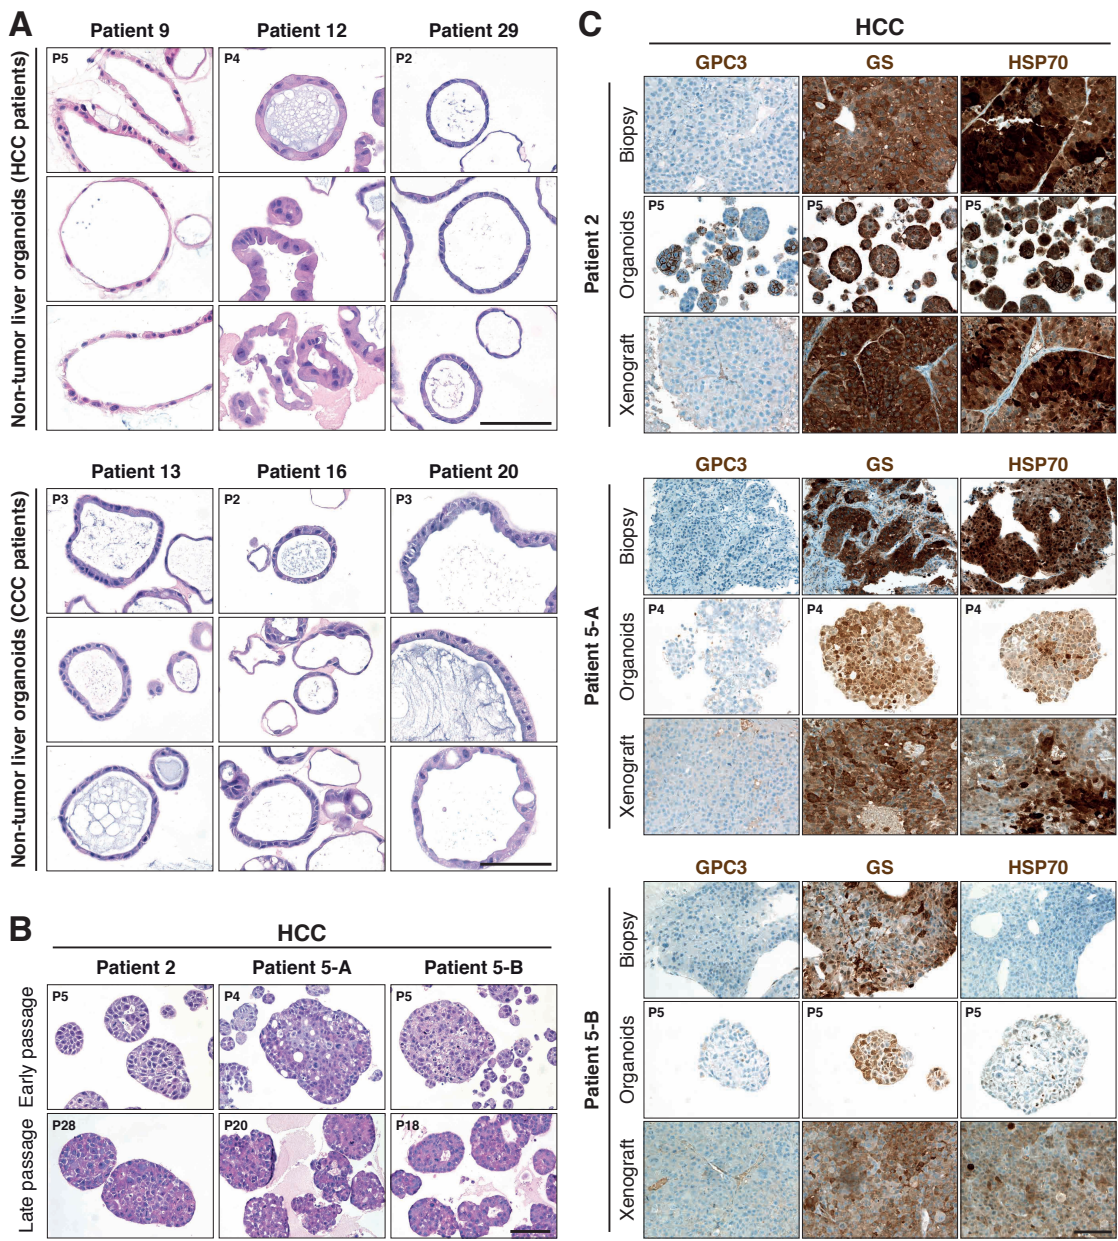 A
Patient 9
Patient 12
Patient 29
Non-tumor liver organoids (HCC patients)
P5
P4
P2
Patient 13
Patient 16
Patient 20
Non-tumor liver organoids (CCC patients)
P3
P2
P3
B
HCC
Patient 2
Patient 5-A
Patient 5-B
Early passage
P5
P4
P5
Late passage
P28
P20
P18
C
HCC
GPC3
GS
HSP70
Patient 2
Biopsy
Organoids
P5
P5
P5
Xenograft
GPC3
GS
HSP70
Patient 5-A
Biopsy
Organoids
P4
P4
P4
Xenograft
GPC3
GS
HSP70
Patient 5-B
Biopsy
Organoids
P5
P5
P5
Xenograft